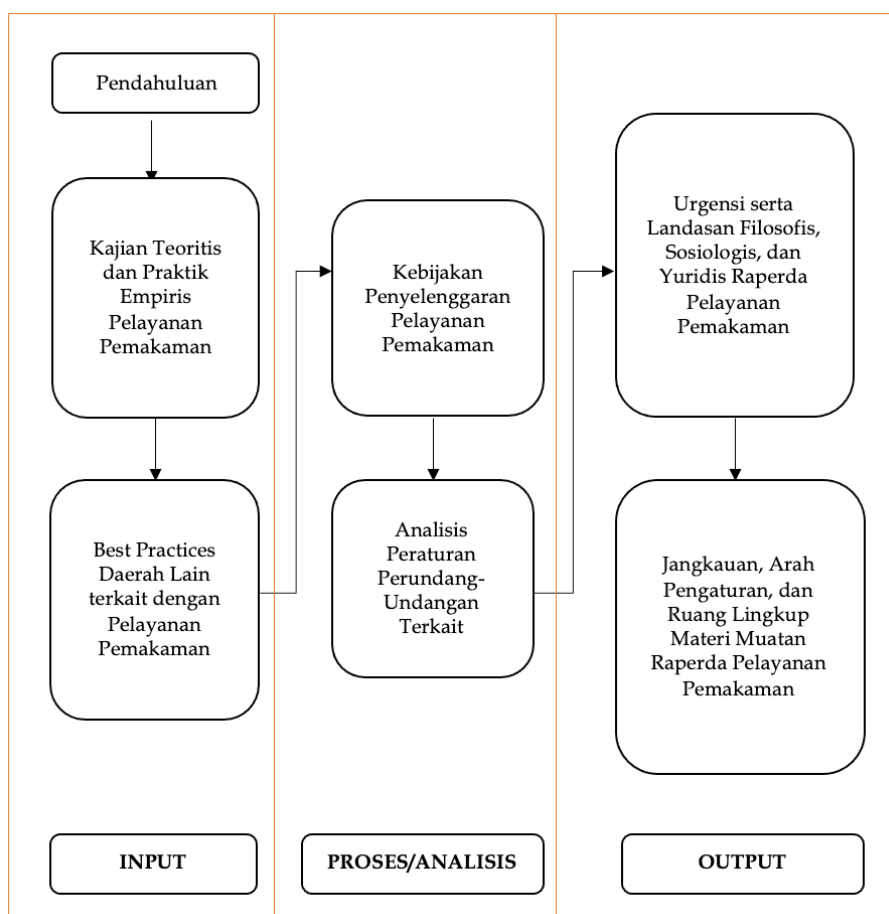 Pendahuluan
Kajian Teoritis
dan Praktik
Empiris
Pelayanan
Pemakaman
Best Practices
Daerah Lain
terkait dengan
Pelayanan
Pemakaman
INPUT
Kebijakan
Penyelenggaran
Pelayanan
Pemakaman
Analisis
Peraturan
Perundang-
Undangan
Terkait
PROSES/ANALISIS
Urgensi serta
Landasan Filosofis,
Sosiologis, dan
Yuridis Raperda
Pelayanan
Pemakaman
Jangkauan, Arah
Pengaturan, dan
Ruang Lingkup
Materi Muatan
Raperda Pelayanan
Pemakaman
OUTPUT